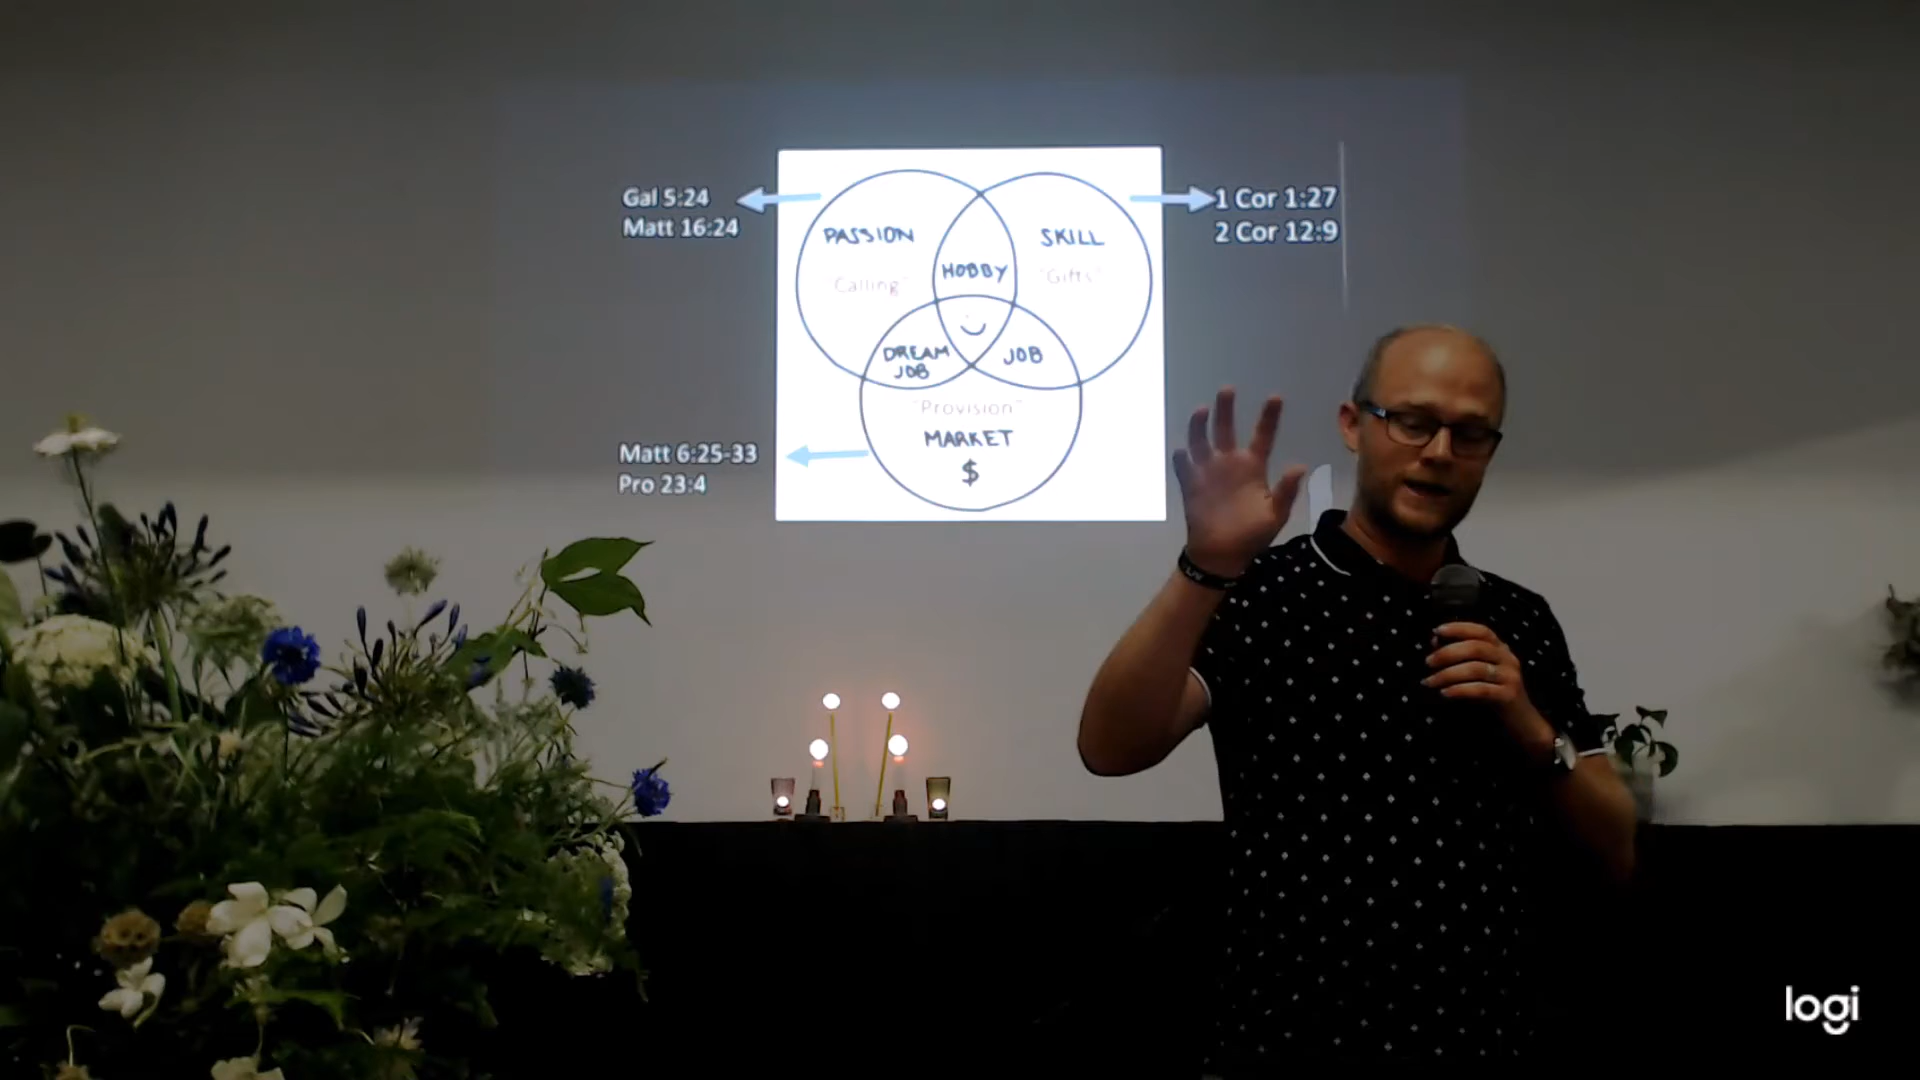 Gal 5:24
Matt 16:24
1 Cor 1:27
2 Cor 12:9
PASSION
SKILL
"Calling"
HOBBY
"Gifts"
DREAM
JOB
JOB
"Provision"
MARKET
$
Matt 6:25-33
Pro 23:4
logi